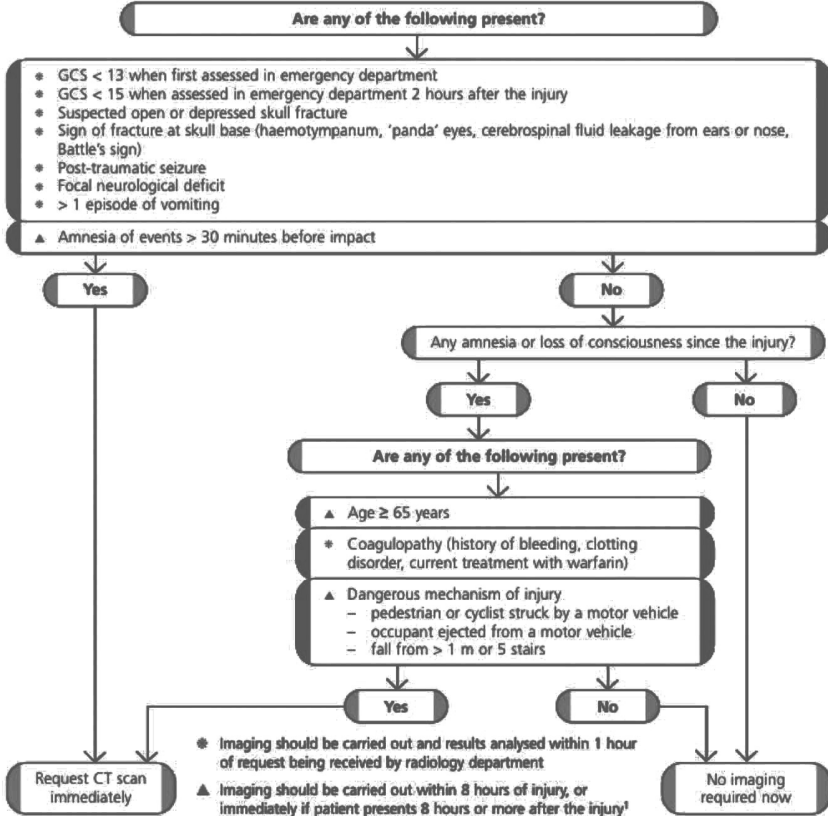 Are any of the following present?
* GCS < 13 when first assessed in emergency department
* GCS < 15 when assessed in emergency department 2 hours after the injury
* Suspected open or depressed skull fracture
* Sign of fracture at skull base (haemotympanum, 'panda' eyes, cerebrospinal fluid leakage from ears or nose,
Battle's sign)
* Post-traumatic seizure
* Focal neurological deficit
* > 1 episode of vomiting
▲ Amnesia of events > 30 minutes before impact
Yes
No
Any amnesia or loss of consciousness since the injury?
Yes
No
Are any of the following present?
▲ Age ≥ 65 years
* Coagulopathy (history of bleeding, clotting
disorder, current treatment with warfarin)
▲ Dangerous mechanism of injury
– pedestrian or cyclist struck by a motor vehicle
– occupant ejected from a motor vehicle
– fall from > 1 m or 5 stairs
Yes
No
* Imaging should be carried out and results analysed within 1 hour
of request being received by radiology department
▲ Imaging should be carried out within 8 hours of injury, or
immediately if patient presents 8 hours or more after the injury¹
Request CT scan
immediately
No imaging
required now